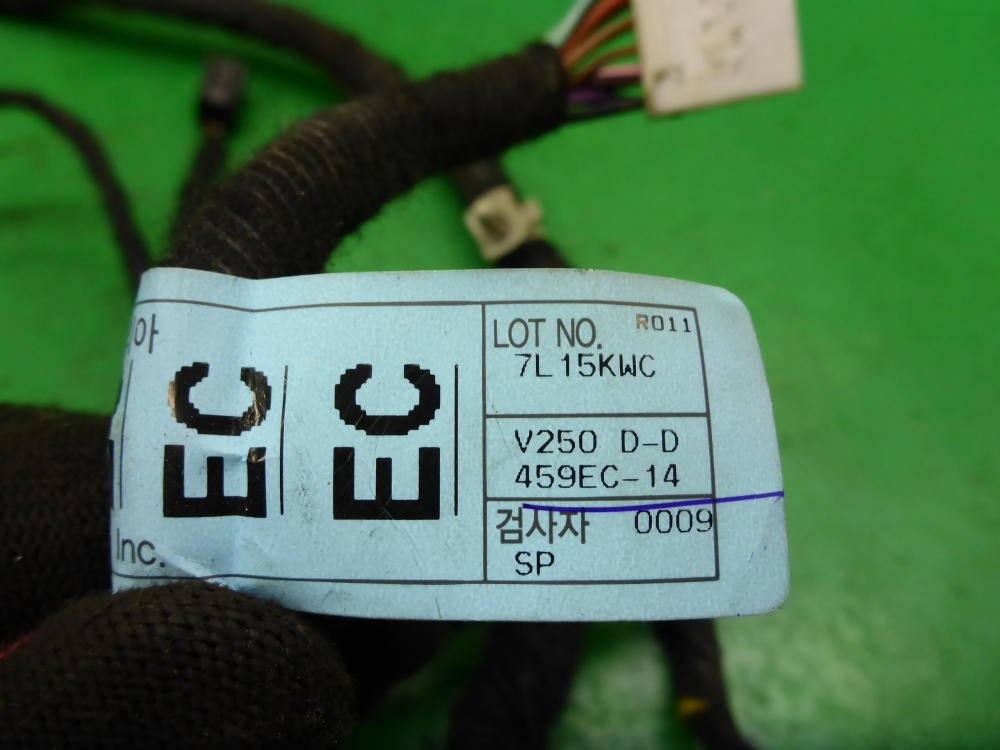 아
Inc.
EC
EC
LOT NO. R011
7L15KWC
V250 D-D
459EC-14
검사자 0009
SP